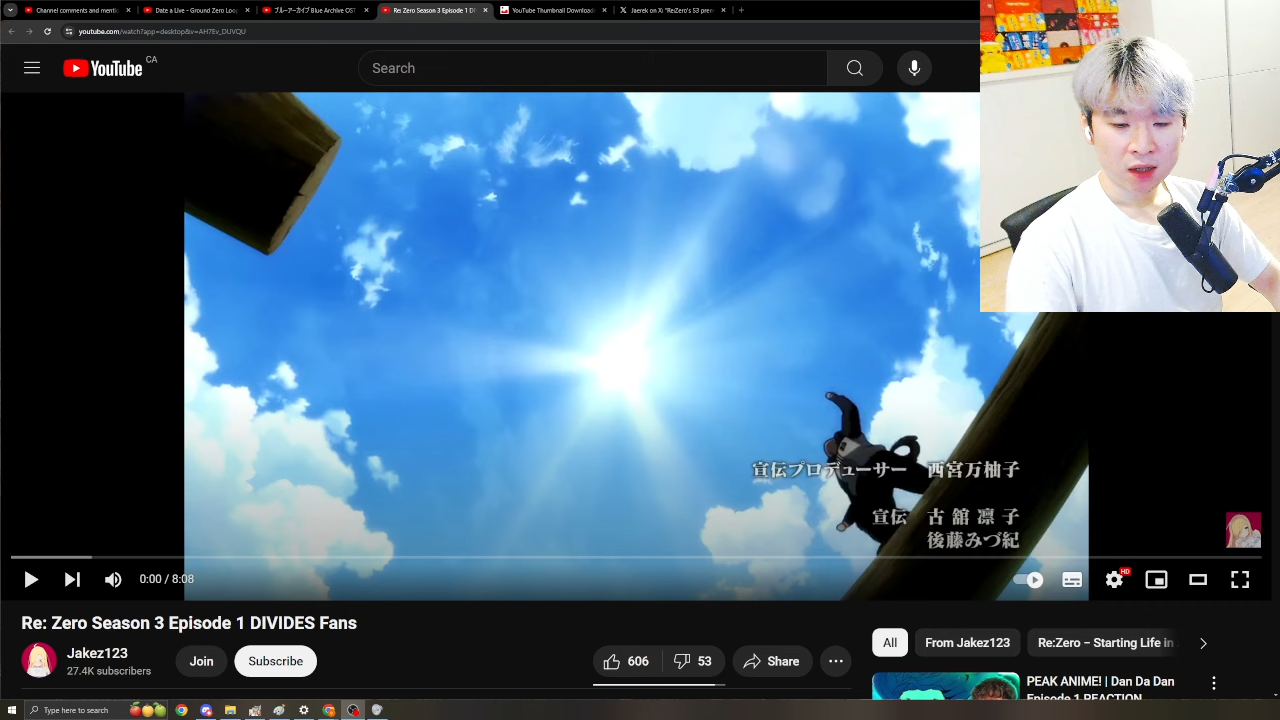 Channel comments and mentio
Date a Live - Ground Zero Loop
ブルーアーカイブ Blue Archive OST
Re: Zero Season 3 Episode 1 DI
YouTube Thumbnail Download
Jaerek on X: "Re:Zero's S3 prem
youtube.com/watch?app=desktop&v=AH7Ev_DUVQU
YouTube CA
Search
宣伝プロデューサー 西宮万柚子
宣伝 古舘凛子
後藤みづ紀
0:00 / 8:08
HD
Re: Zero Season 3 Episode 1 DIVIDES Fans
Jakez123
27.4K subscribers
Join
Subscribe
606
53
Share
All
From Jakez123
Re:Zero − Starting Life in
PEAK ANIME! | Dan Da Dan
Episode 1 REACTION
Type here to search